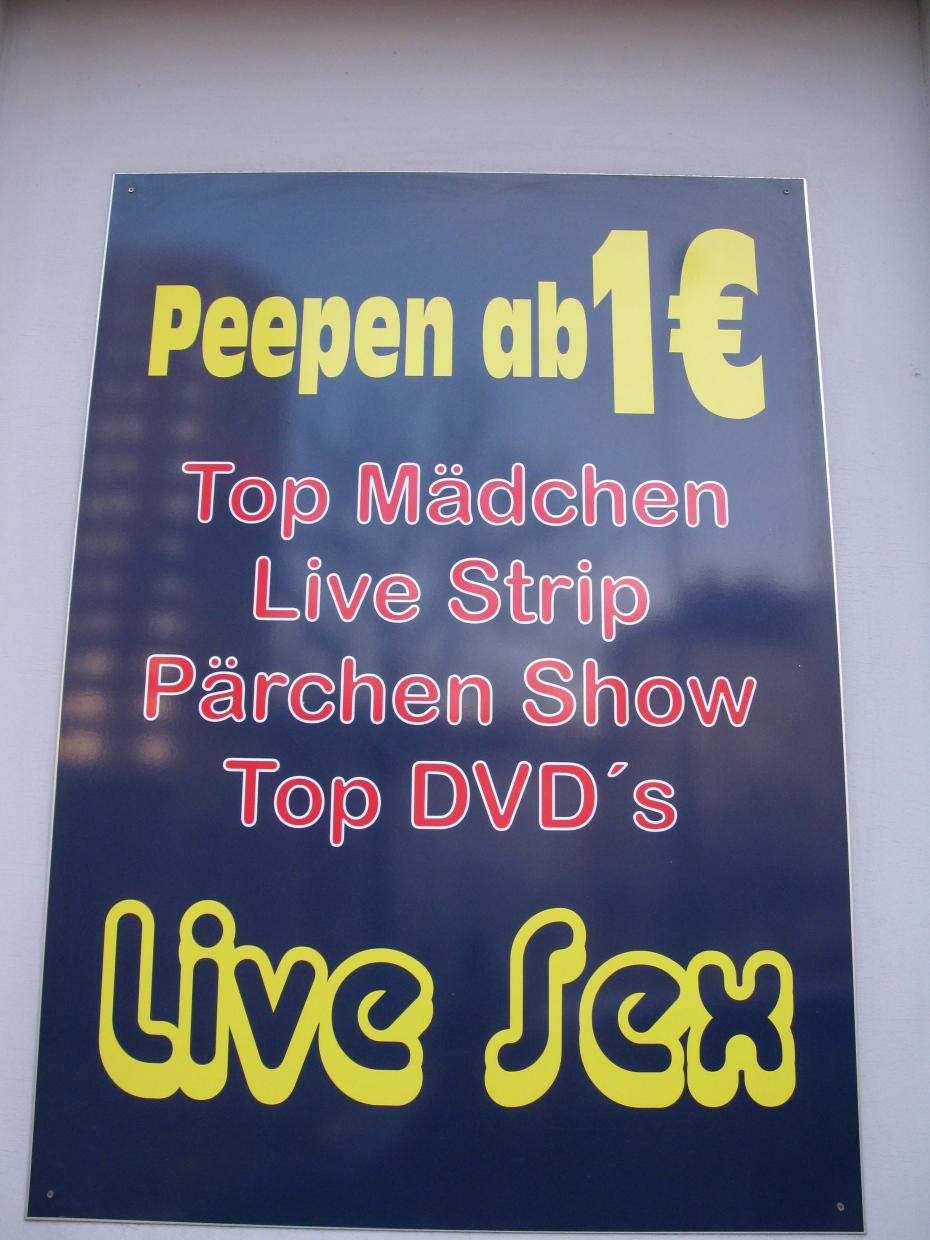 Peepen ab 1€
Top Mädchen
Live Strip
Pärchen Show
Top DVD´s
Live Sex